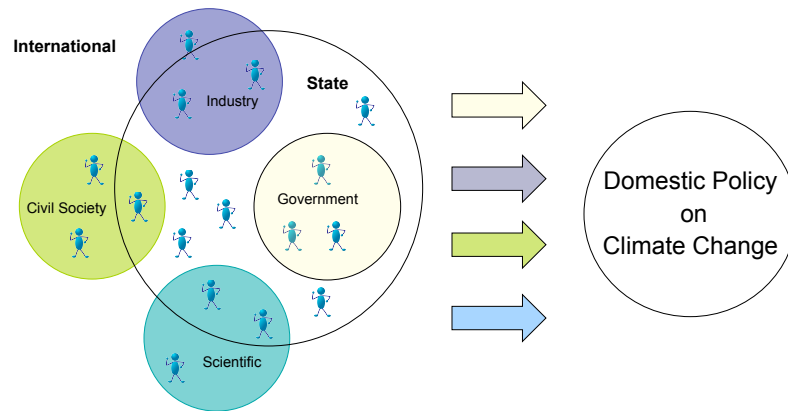 International
State
Industry
Civil Society
Government
Scientific
Domestic Policy
on
Climate Change